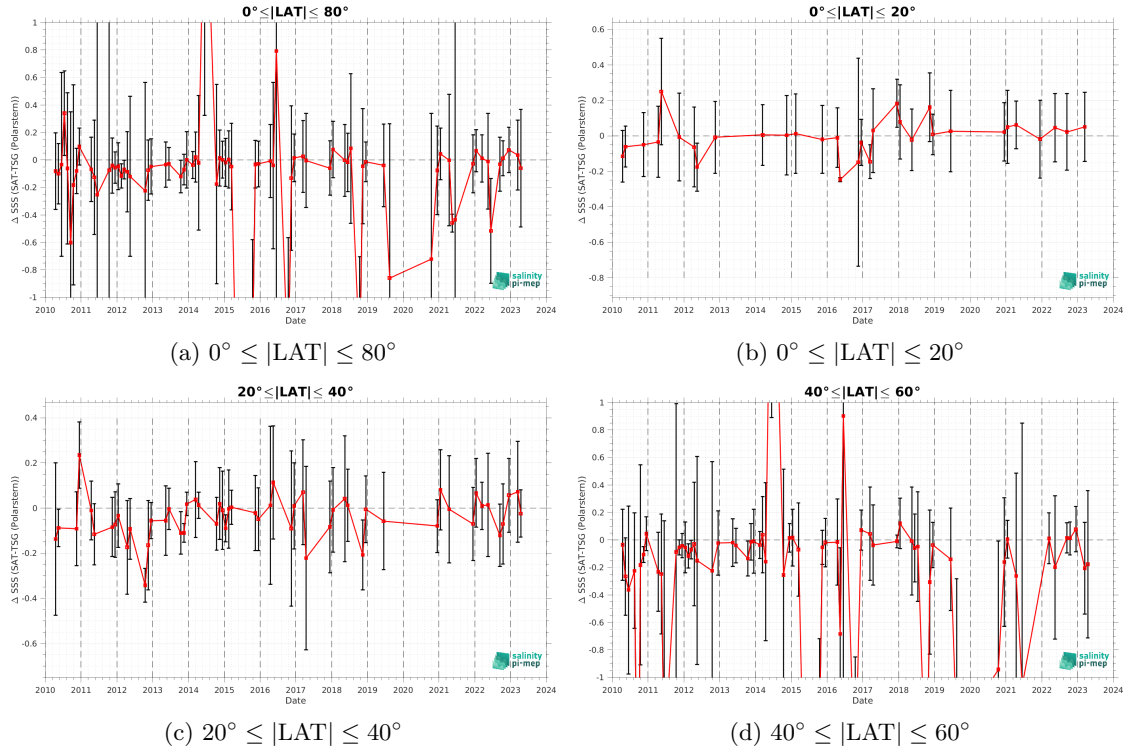 0°≤|LAT|≤ 80°
Δ SSS (SAT-TSG (Polarstern))
1
0.8
0.6
0.4
0.2
0
-0.2
-0.4
-0.6
-0.8
-1
2010 2011 2012 2013 2014 2015 2016 2017 2018 2019 2020 2021 2022 2023 2024
Date
salinity
pi-mep
(a) 0° ≤ |LAT| ≤ 80°
0°≤|LAT|≤ 20°
Δ SSS (SAT-TSG (Polarstern))
0.6
0.4
0.2
0
-0.2
-0.4
-0.6
-0.8
2010 2011 2012 2013 2014 2015 2016 2017 2018 2019 2020 2021 2022 2023 2024
Date
salinity
pi-mep
(b) 0° ≤ |LAT| ≤ 20°
20°≤|LAT|≤ 40°
Δ SSS (SAT-TSG (Polarstern))
0.4
0.2
0
-0.2
-0.4
-0.6
2010 2011 2012 2013 2014 2015 2016 2017 2018 2019 2020 2021 2022 2023 2024
Date
salinity
pi-mep
(c) 20° ≤ |LAT| ≤ 40°
40°≤|LAT|≤ 60°
Δ SSS (SAT-TSG (Polarstern))
1
0.8
0.6
0.4
0.2
0
-0.2
-0.4
-0.6
-0.8
-1
2010 2011 2012 2013 2014 2015 2016 2017 2018 2019 2020 2021 2022 2023 2024
Date
salinity
pi-mep
(d) 40° ≤ |LAT| ≤ 60°